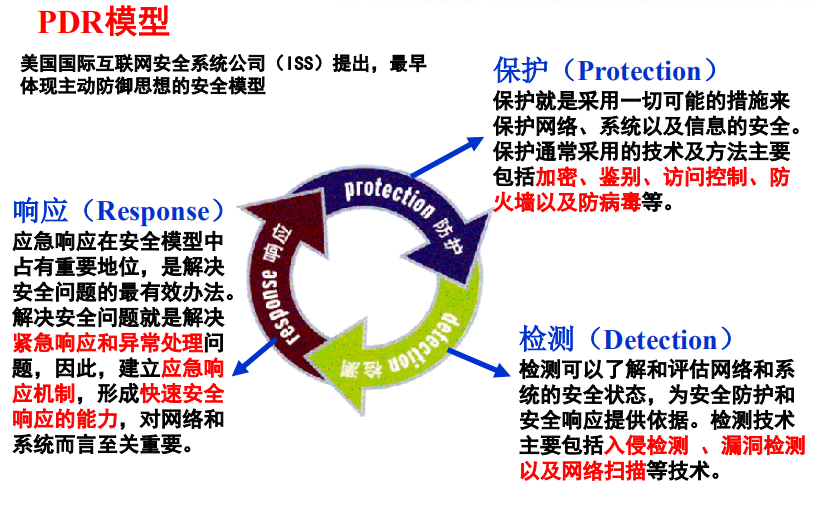 PDR模型
美国国际互联网安全系统公司（ISS）提出，最早
体现主动防御思想的安全模型
保护（Protection）
保护就是采用一切可能的措施来
保护网络、系统以及信息的安全。
保护通常采用的技术及方法主要
包括加密、鉴别、访问控制、防
火墙以及防病毒等。
protection 防护
响应（Response）
应急响应在安全模型中
占有重要地位，是解决
安全问题的最有效办法。
解决安全问题就是解决
紧急响应和异常处理问
题，因此，建立应急响
应机制，形成快速安全
响应的能力，对网络和
系统而言至关重要。
response 响应
detection 检测
检测（Detection）
检测可以了解和评估网络和系
统的安全状态，为安全防护和
安全响应提供依据。检测技术
主要包括入侵检测 、漏洞检测
以及网络扫描等技术。